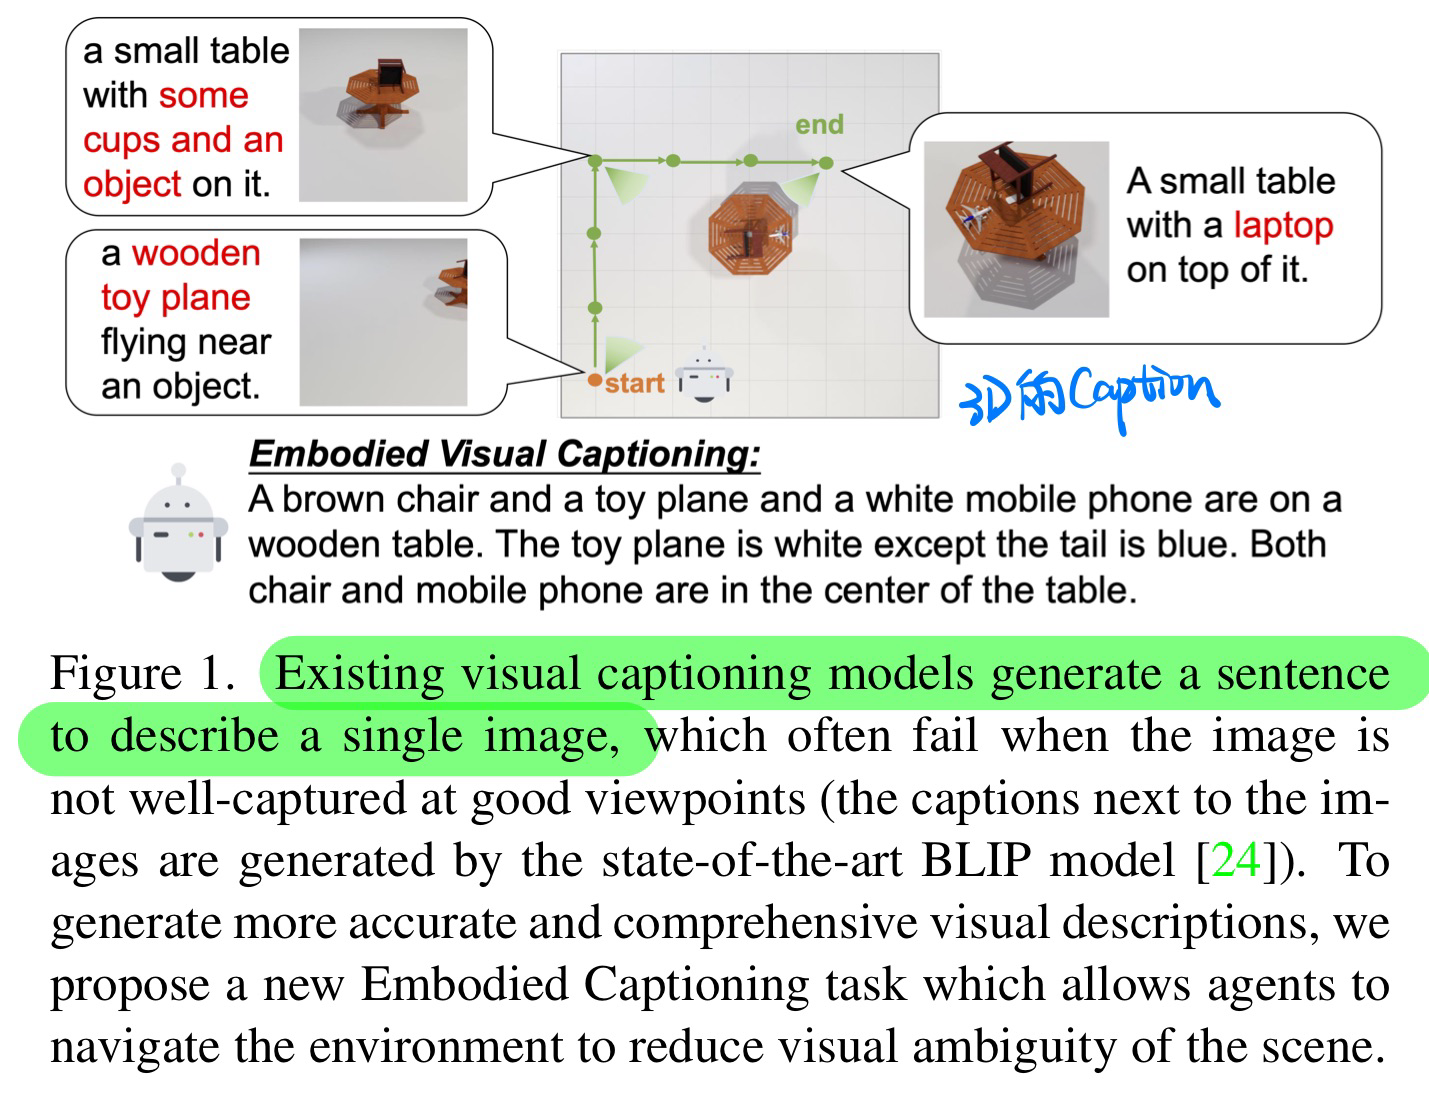 a small table
with some
cups and an
object on it.
a wooden
toy plane
flying near
an object.
end
start
A small table
with a laptop
on top of it.
3D的Caption
Embodied Visual Captioning:
A brown chair and a toy plane and a white mobile phone are on a
wooden table. The toy plane is white except the tail is blue. Both
chair and mobile phone are in the center of the table.
Figure 1. Existing visual captioning models generate a sentence
to describe a single image, which often fail when the image is
not well-captured at good viewpoints (the captions next to the im-
ages are generated by the state-of-the-art BLIP model [24]). To
generate more accurate and comprehensive visual descriptions, we
propose a new Embodied Captioning task which allows agents to
navigate the environment to reduce visual ambiguity of the scene.